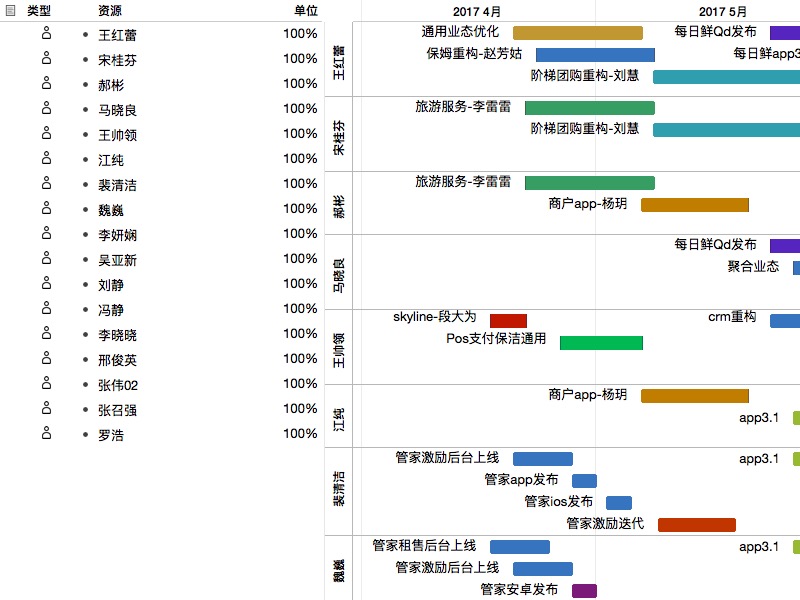 类型 资源 单位
王红蕾 100%
宋桂芬 100%
郝彬 100%
马晓良 100%
王帅领 100%
江纯 100%
裴清洁 100%
魏巍 100%
李妍娴 100%
吴亚新 100%
刘静 100%
冯静 100%
李晓晓 100%
邢俊英 100%
张伟02 100%
张召强 100%
罗浩 100%
2017 4月 2017 5月
王红蕾
通用业态优化 每日鲜Qd发布
保姆重构-赵芳姑 每日鲜app3
阶梯团购重构-刘慧
宋桂芬
旅游服务-李雷雷
阶梯团购重构-刘慧
郝彬
旅游服务-李雷雷
商户app-杨玥
马晓良
每日鲜Qd发布
聚合业态
王帅领
skyline-段大为 crm重构
Pos支付保洁通用
江纯
商户app-杨玥
app3.1
裴清洁
管家激励后台上线 app3.1
管家app发布
管家ios发布
管家激励迭代
魏巍
管家租售后台上线 app3.1
管家激励后台上线
管家安卓发布